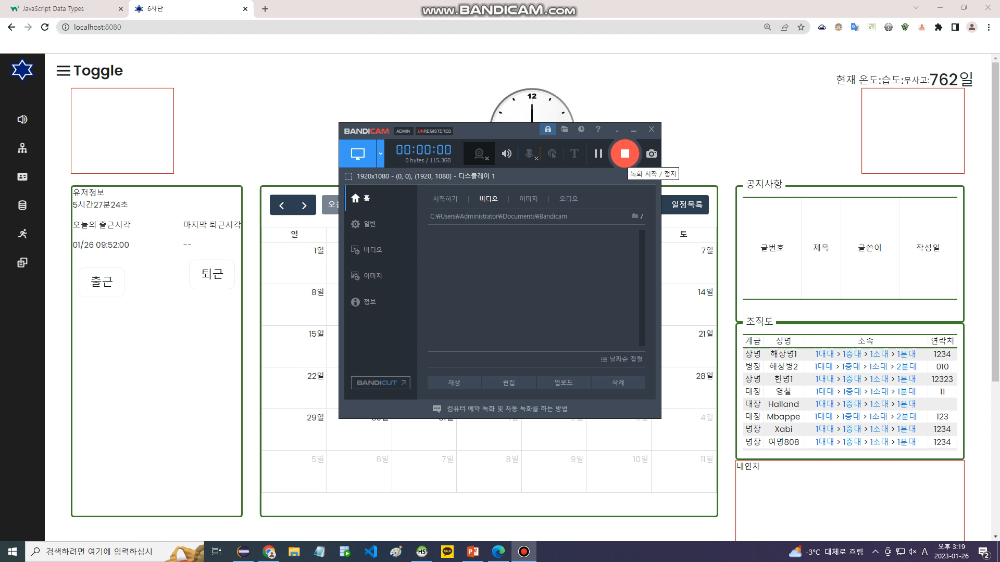 JavaScript Data Types
6사단
www.BANDICAM.com
localhost:8080
Toggle
현재 온도:습도:무사고:762일
12
BANDICAM ADMIN UNREGISTERED
00:00:00
0 bytes / 115.3GB
녹화 시작 / 정지
1920x1080 - (0, 0), (1920, 1080) - 디스플레이 1
홈
일반
비디오
이미지
정보
BANDICUT
시작하기 | 비디오 | 이미지 | 오디오
C:₩Users₩Administrator₩Documents₩Bandicam /
날짜순 정렬
재생 편집 업로드 삭제
컴퓨터 예약 녹화 및 자동 녹화를 하는 방법
유저정보
5시간27분24초
오늘의 출근시각 마지막 퇴근시각
01/26 09:52:00 --
출근 퇴근
일정목록
일 토
1일 7일
8일 14일
15일 21일
22일 28일
29일 4일
5일 6일 7일 8일 9일 10일 11일
공지사항
글번호 제목 글쓴이 작성일
조직도
계급 성명 소속 연락처
상병 해상병1 1대대 > 1중대 > 1소대 > 1분대 1234
병장 해상병2 1대대 > 1중대 > 1소대 > 2분대 010
상병 헌병1 1대대 > 1중대 > 1소대 > 1분대 12323
대장 영철 1대대 > 1중대 > 1소대 > 1분대 11
대장 Halland 1대대 > 1중대 > 1소대 > 1분대
대장 Mbappe 1대대 > 1중대 > 1소대 > 2분대 123
병장 Xabi 1대대 > 1중대 > 1소대 > 1분대 1234
병장 여명808 1대대 > 1중대 > 1소대 > 1분대 1234
내연차
검색하려면 여기에 입력하십시
-3°C 대체로 흐림
A
오후 3:19
2023-01-26
2